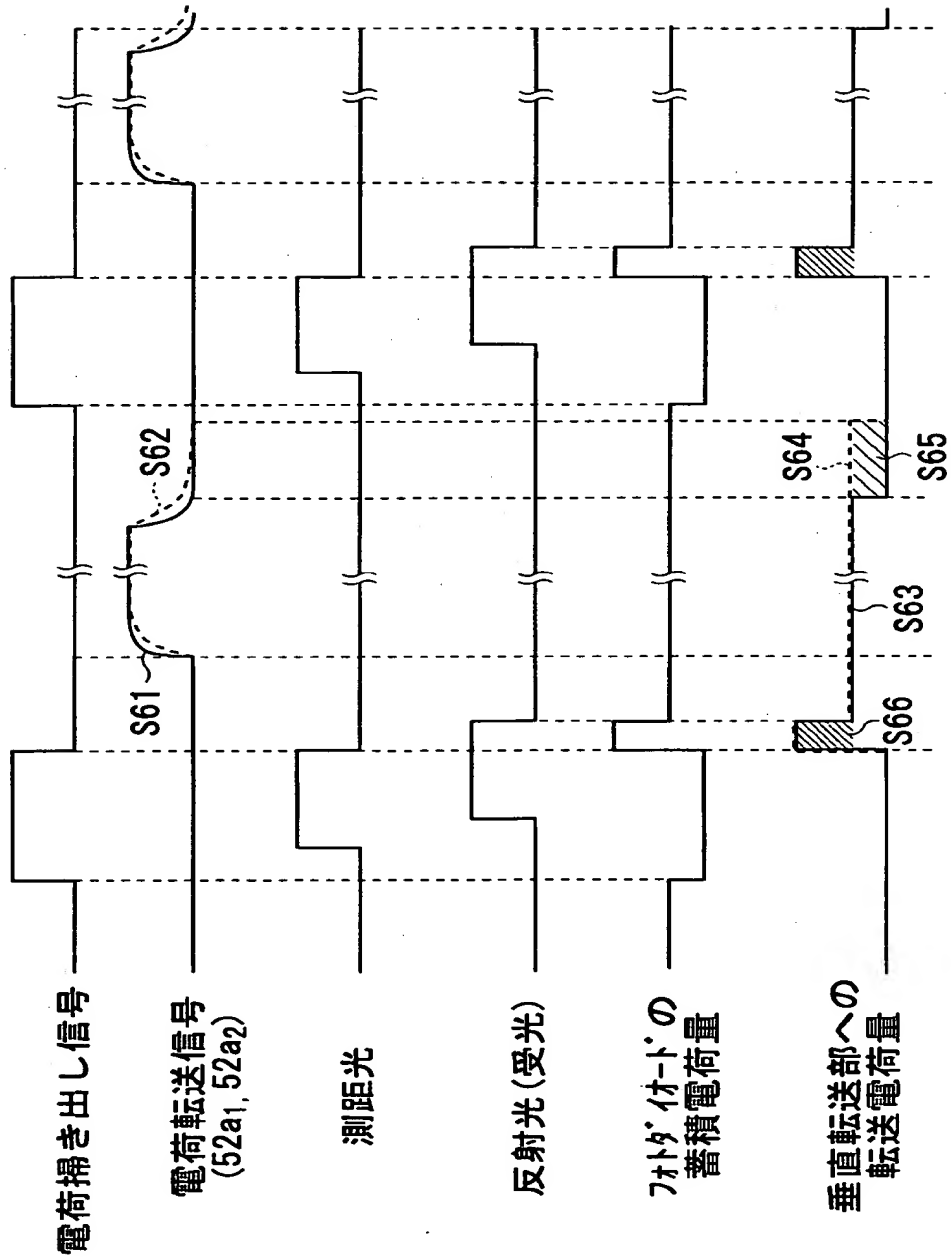 電荷掃き出し信号
電荷転送信号
(52a1, 52a2)
測距光
反射光(受光)
フォトダイオードの
蓄積電荷量
垂直転送部への
転送電荷量
S61
S62
S66
S63
S64
S65